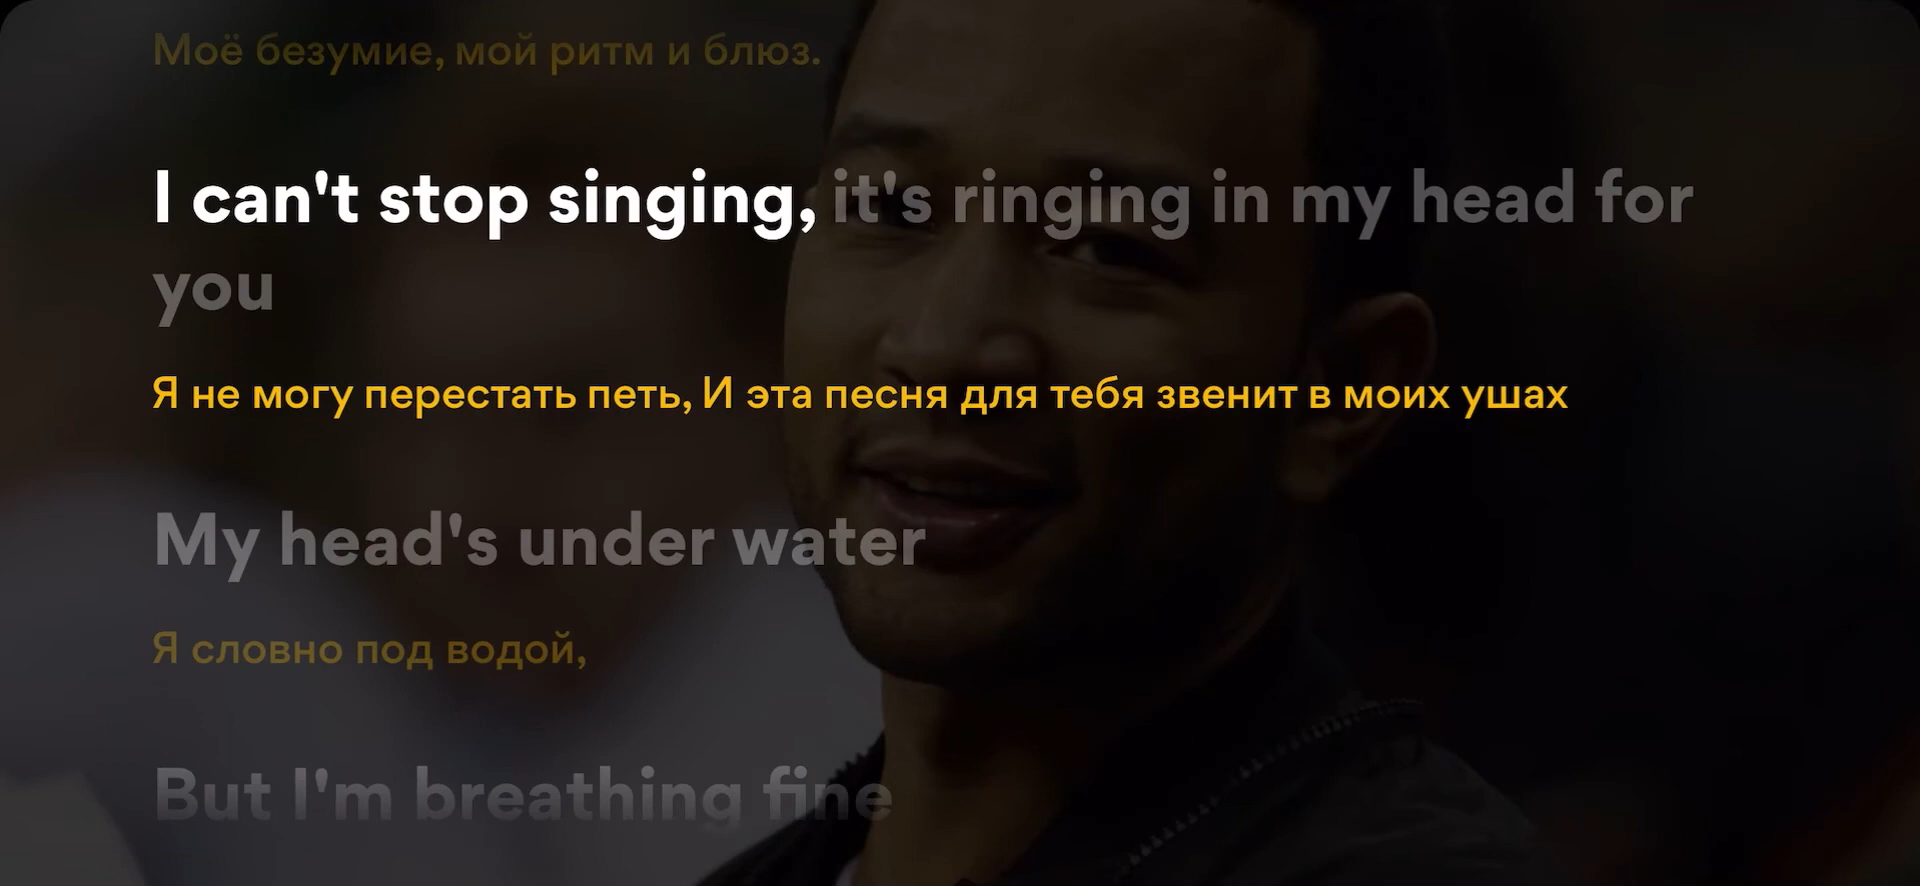 Моё безумие, мой ритм и блюз.
I can't stop singing, it's ringing in my head for
you
Я не могу перестать петь, И эта песня для тебя звенит в моих ушах
My head's under water
Я словно под водой,
But I'm breathing fine